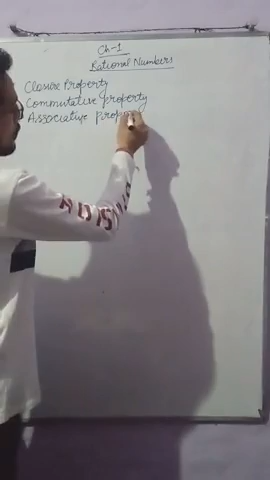 Ch-1
Rational Numbers
Closure Property
Commutative property
Associative prop